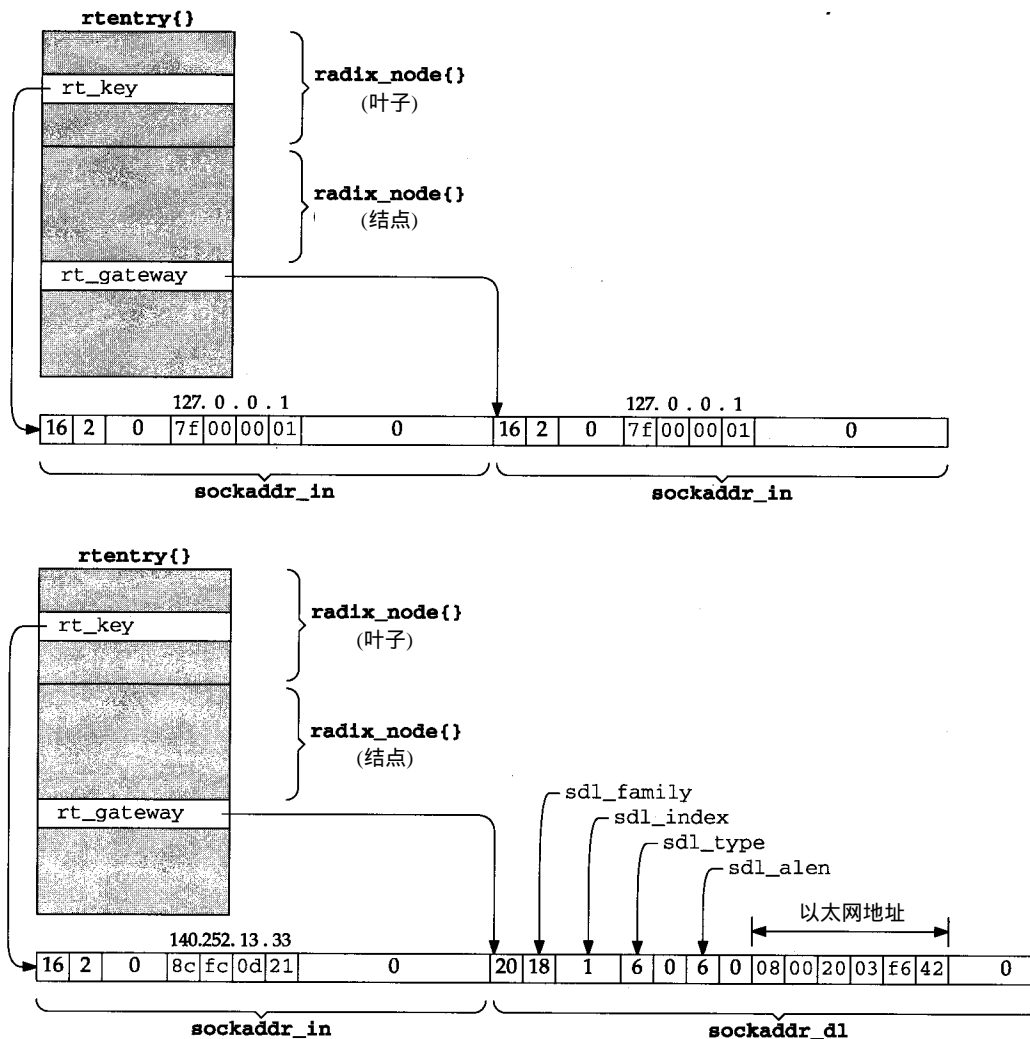 rtentry{}
rt_key
radix_node{}
(叶子)
radix_node{}
(结点)
rt_gateway
127. 0 . 0 . 1
127. 0 . 0 . 1
16 2 0 7f 00 00 01 0 16 2 0 7f 00 00 01 0
sockaddr_in
sockaddr_in
rtentry{}
radix_node{}
rt_key
(叶子)
radix_node{}
(结点)
sdl_family
rt_gateway
sdl_index
sdl_type
sdl_alen
以太网地址
140.252.13.33
16 2 0 8c fc 0d 21 0 20 18 1 6 0 6 0 08 00 20 03 f6 42 0
sockaddr_in
sockaddr_dl